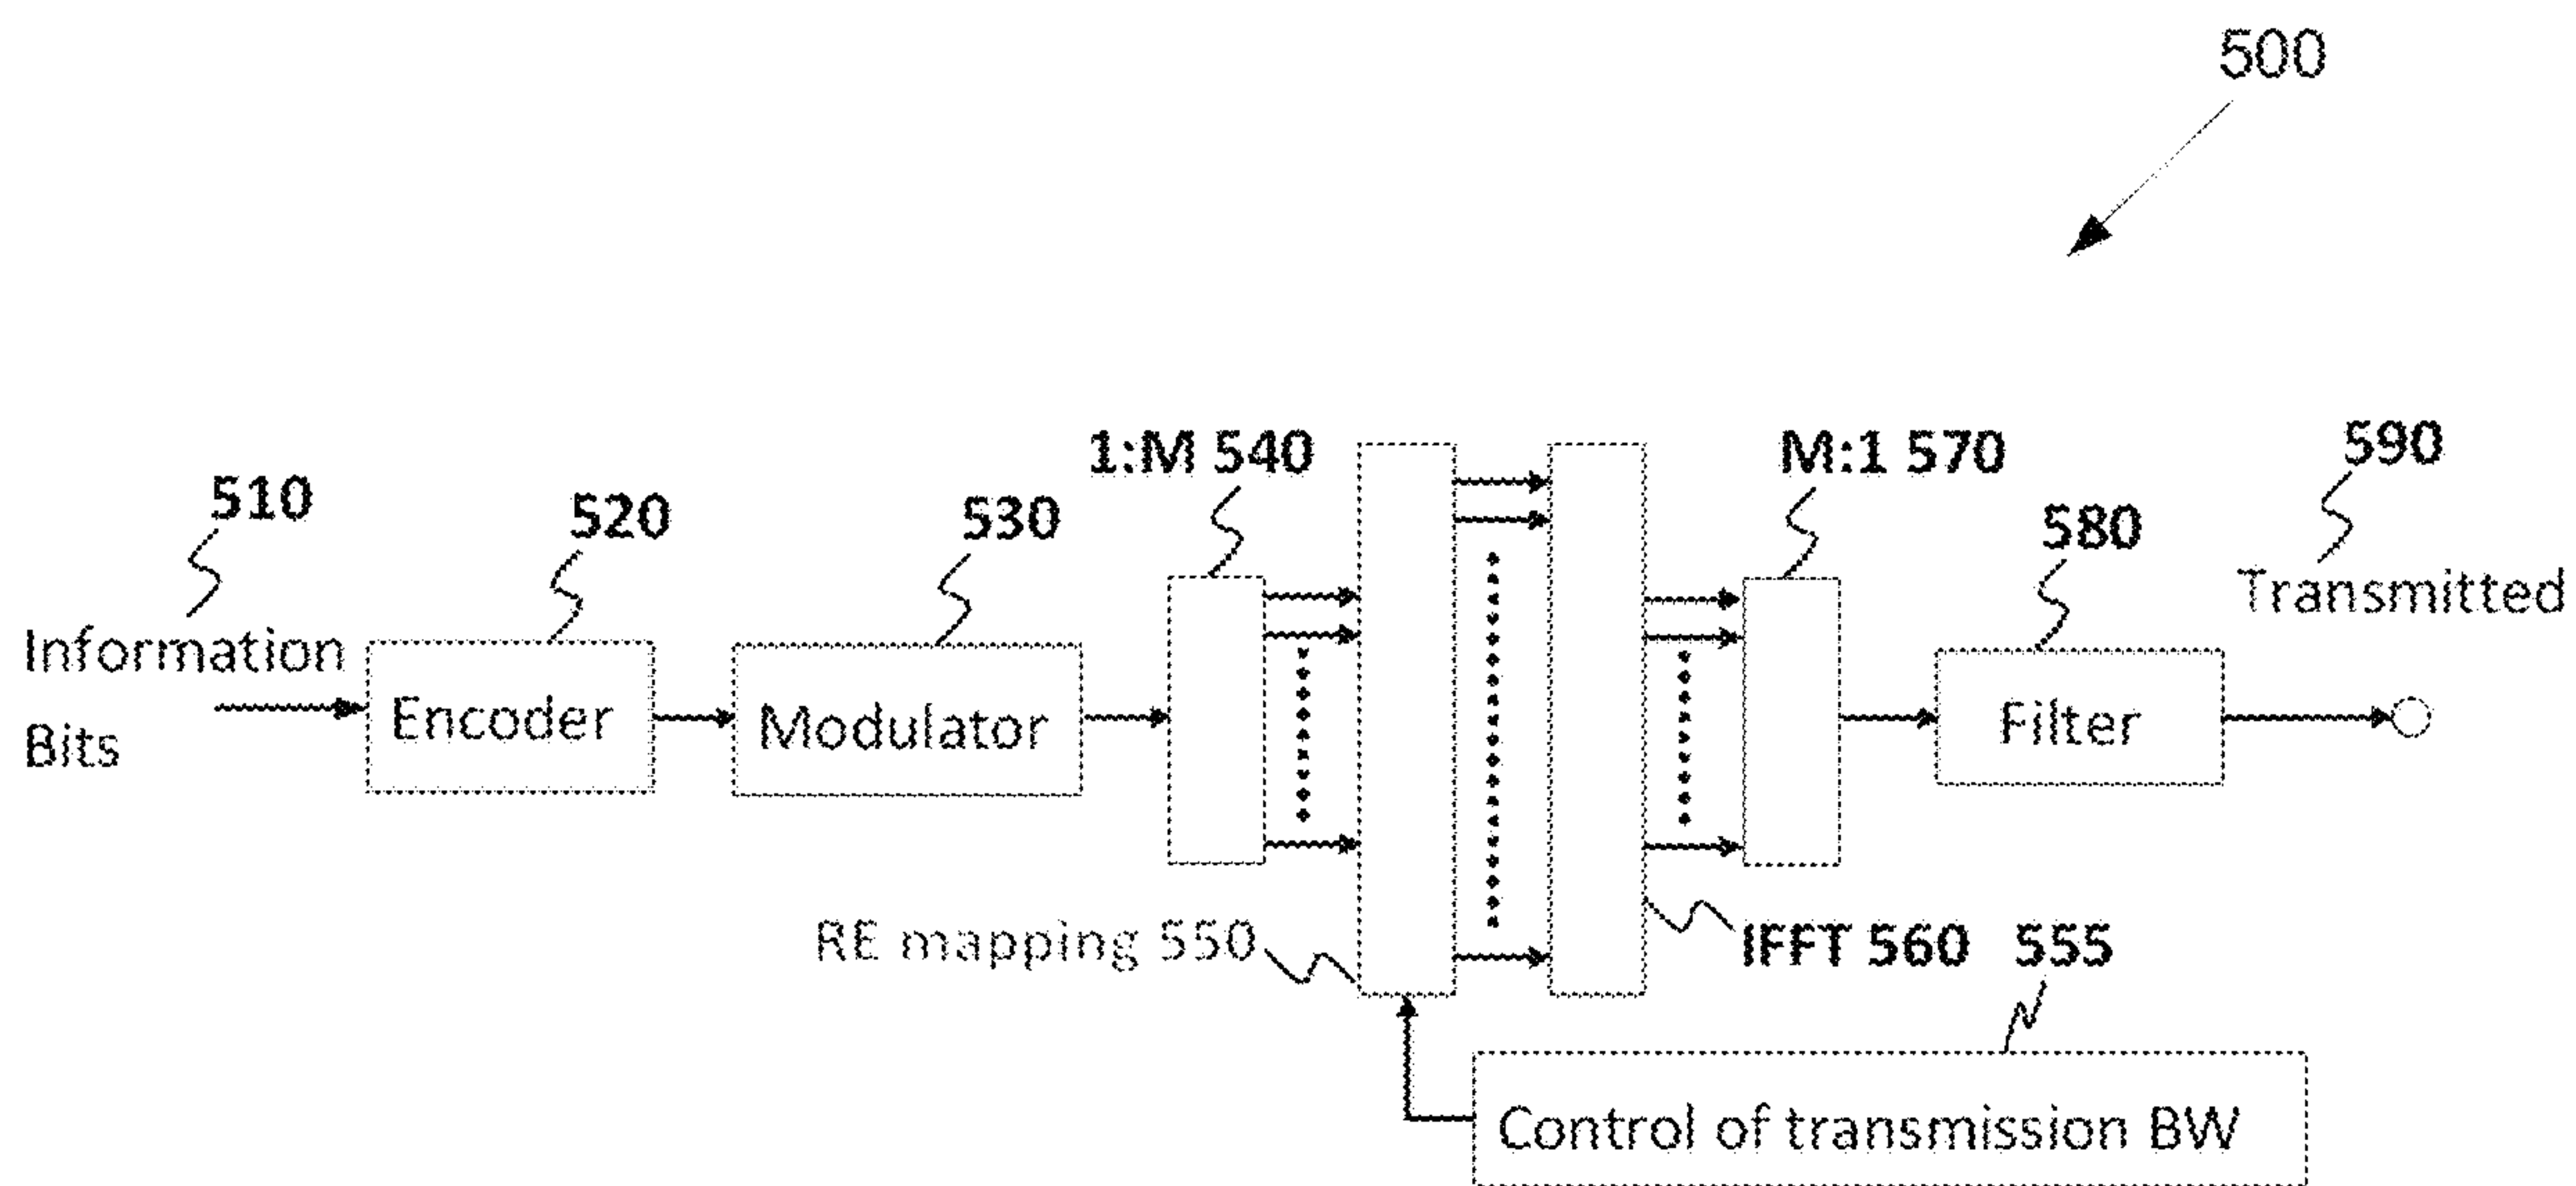 500
1:M 540
M:1 570
590
510
520
530
580
Transmitted
Information
Bits
Encoder
Modulator
Filter
RE mapping 550
IFFT 560
555
Control of transmission BW